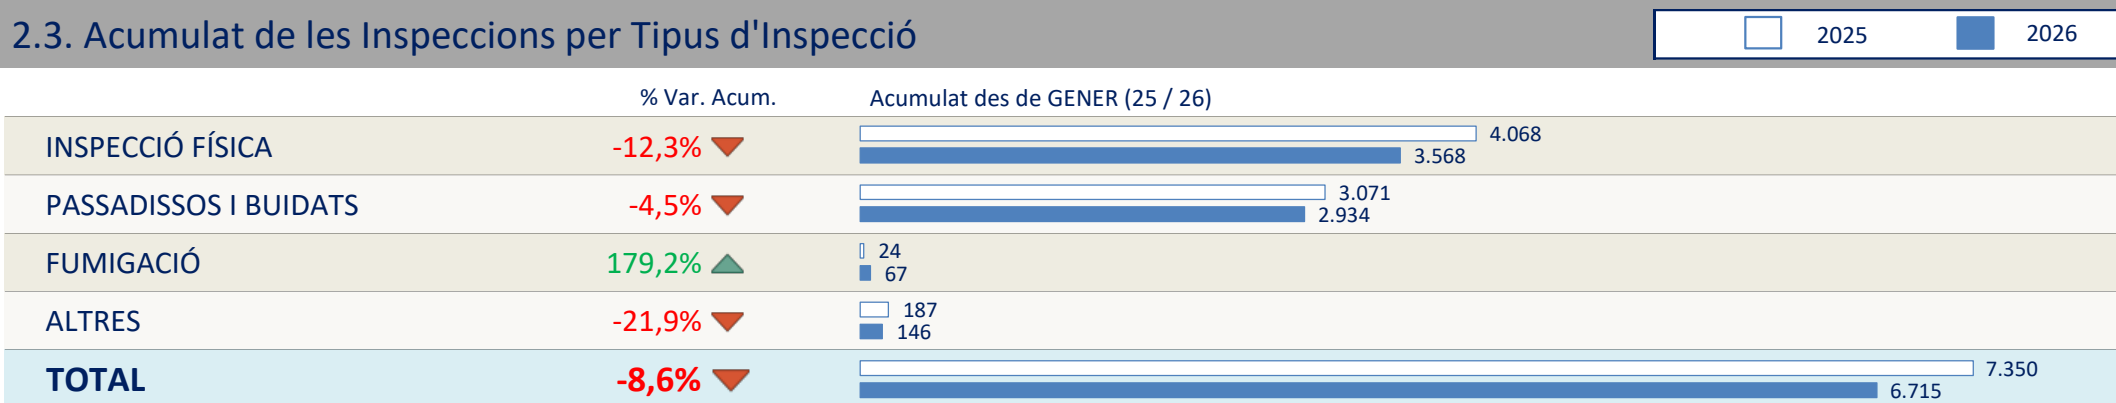 2.3. Acumulat de les Inspeccions per Tipus d'Inspecció
2025 2026
% Var. Acum. Acumulat des de GENER (25 / 26)
INSPECCIÓ FÍSICA -12,3% 4.068
3.568
PASSADISSOS I BUIDATS -4,5% 3.071
2.934
FUMIGACIÓ 179,2% 24
67
ALTRES -21,9% 187
146
TOTAL -8,6% 7.350
6.715